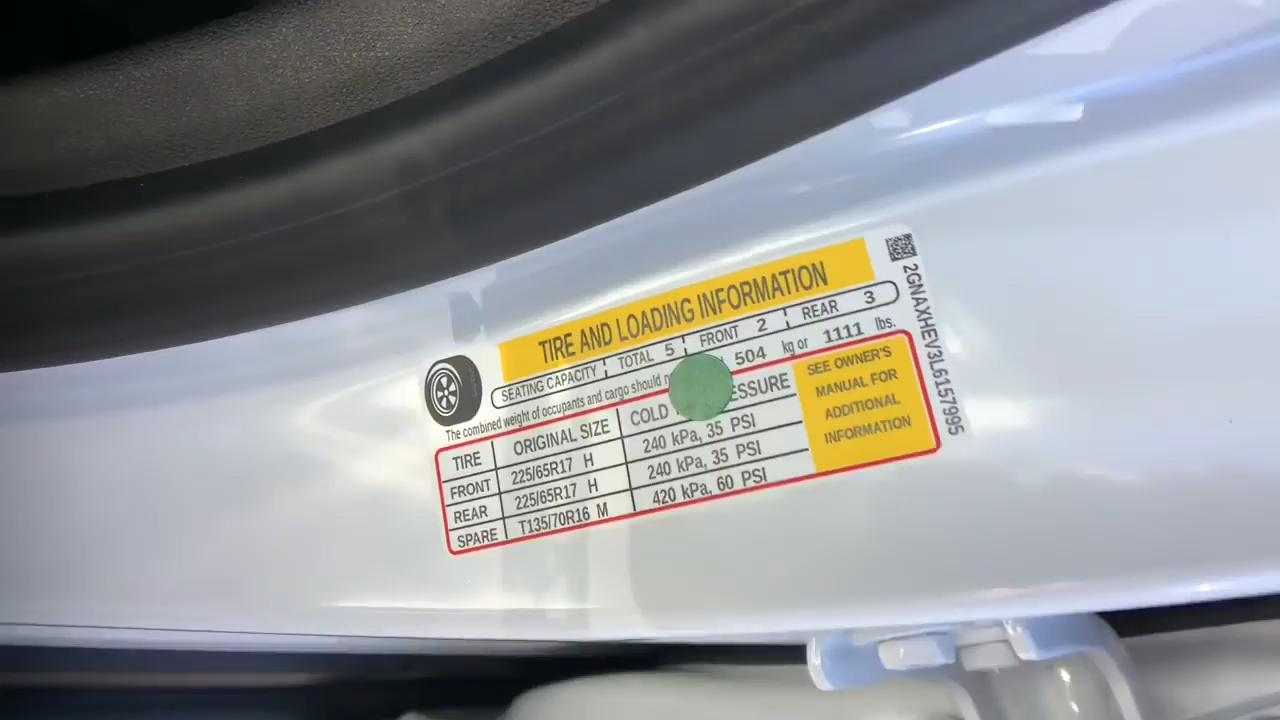 TIRE AND LOADING INFORMATION
SEATING CAPACITY TOTAL 5 FRONT 2 REAR 3
The combined weight of occupants and cargo should 504 kg or 1111 lbs.
TIRE ORIGINAL SIZE COLD
FRONT 225/65R17 H 240 kPa, 35 PSI
REAR 225/65R17 H 240 kPa, 35 PSI
SPARE T135/70R16 M 420 kPa, 60 PSI
SEE OWNER'S
MANUAL FOR
ADDITIONAL
INFORMATION
2GNAXHEV3L6157995